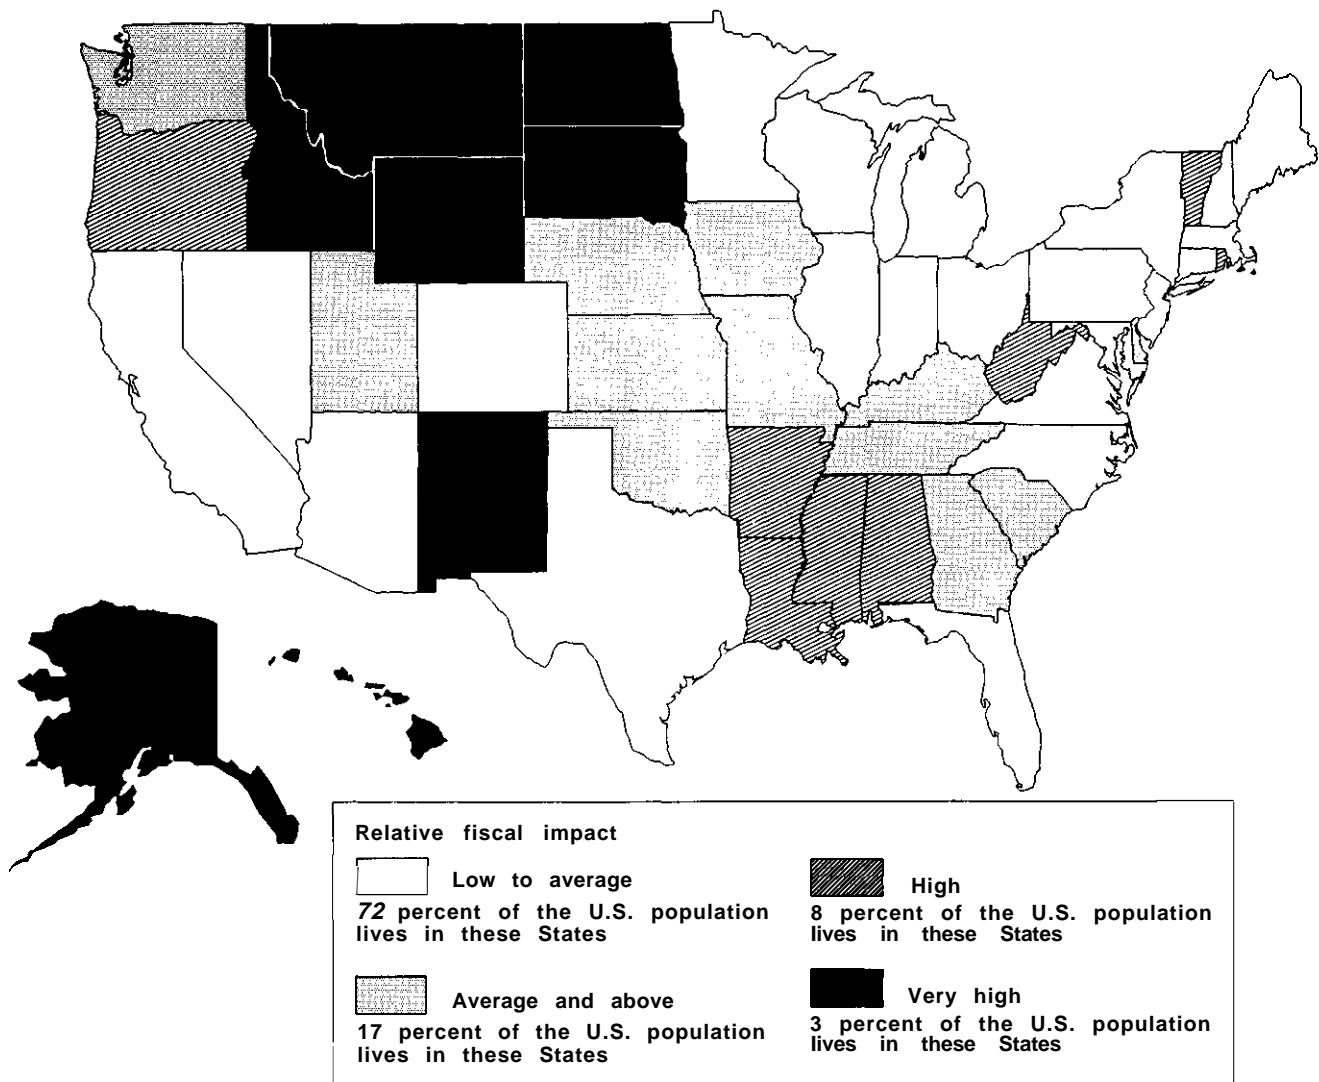 Relative fiscal impact
Low to average
72 percent of the U.S. population
lives in these States
Average and above
17 percent of the U.S. population
lives in these States
High
8 percent of the U.S. population
lives in these States
Very high
3 percent of the U.S. population
lives in these States